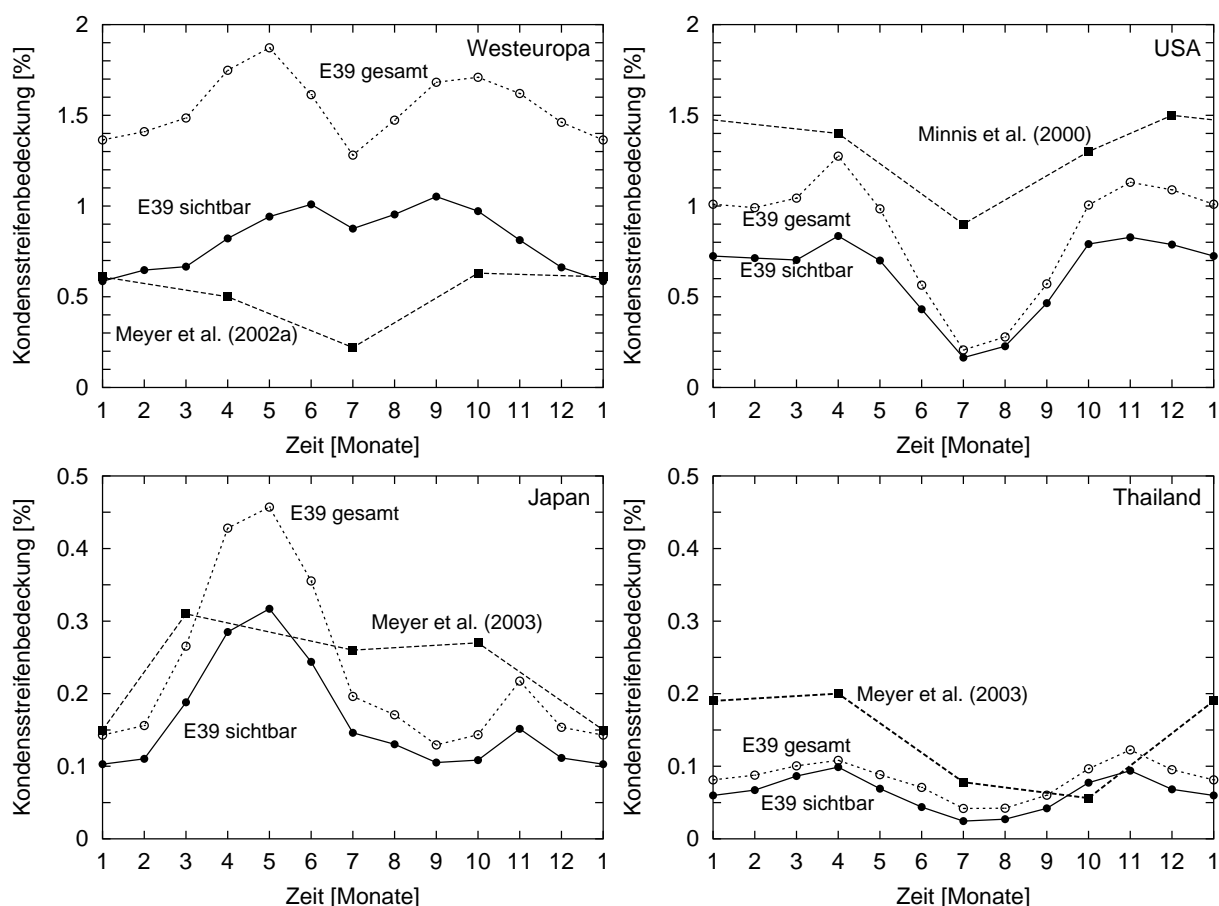 Westeuropa
Kondensstreifenbedeckung [%]
2
1.5
1
0.5
0
E39 gesamt
E39 sichtbar
Meyer et al. (2002a)
1 2 3 4 5 6 7 8 9 10 11 12 1
Zeit [Monate]
USA
Kondensstreifenbedeckung [%]
2
1.5
1
0.5
0
Minnis et al. (2000)
E39 gesamt
E39 sichtbar
1 2 3 4 5 6 7 8 9 10 11 12 1
Zeit [Monate]
Japan
Kondensstreifenbedeckung [%]
0.5
0.4
0.3
0.2
0.1
0
E39 gesamt
Meyer et al. (2003)
E39 sichtbar
1 2 3 4 5 6 7 8 9 10 11 12 1
Zeit [Monate]
Thailand
Kondensstreifenbedeckung [%]
0.5
0.4
0.3
0.2
0.1
0
Meyer et al. (2003)
E39 gesamt
E39 sichtbar
1 2 3 4 5 6 7 8 9 10 11 12 1
Zeit [Monate]